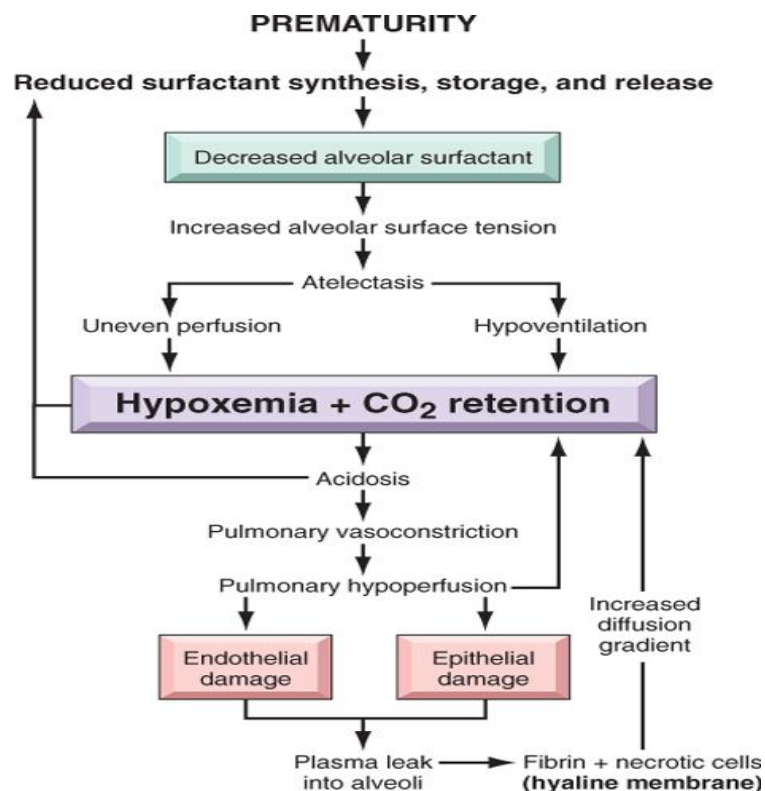 PREMATURITY
Reduced surfactant synthesis, storage, and release
Decreased alveolar surfactant
Increased alveolar surface tension
Atelectasis
Uneven perfusion
Hypoventilation
Hypoxemia + CO₂ retention
Acidosis
Pulmonary vasoconstriction
Pulmonary hypoperfusion
Increased
diffusion
gradient
Endothelial
damage
Epithelial
damage
Plasma leak
into alveoli
Fibrin + necrotic cells
(hyaline membrane)